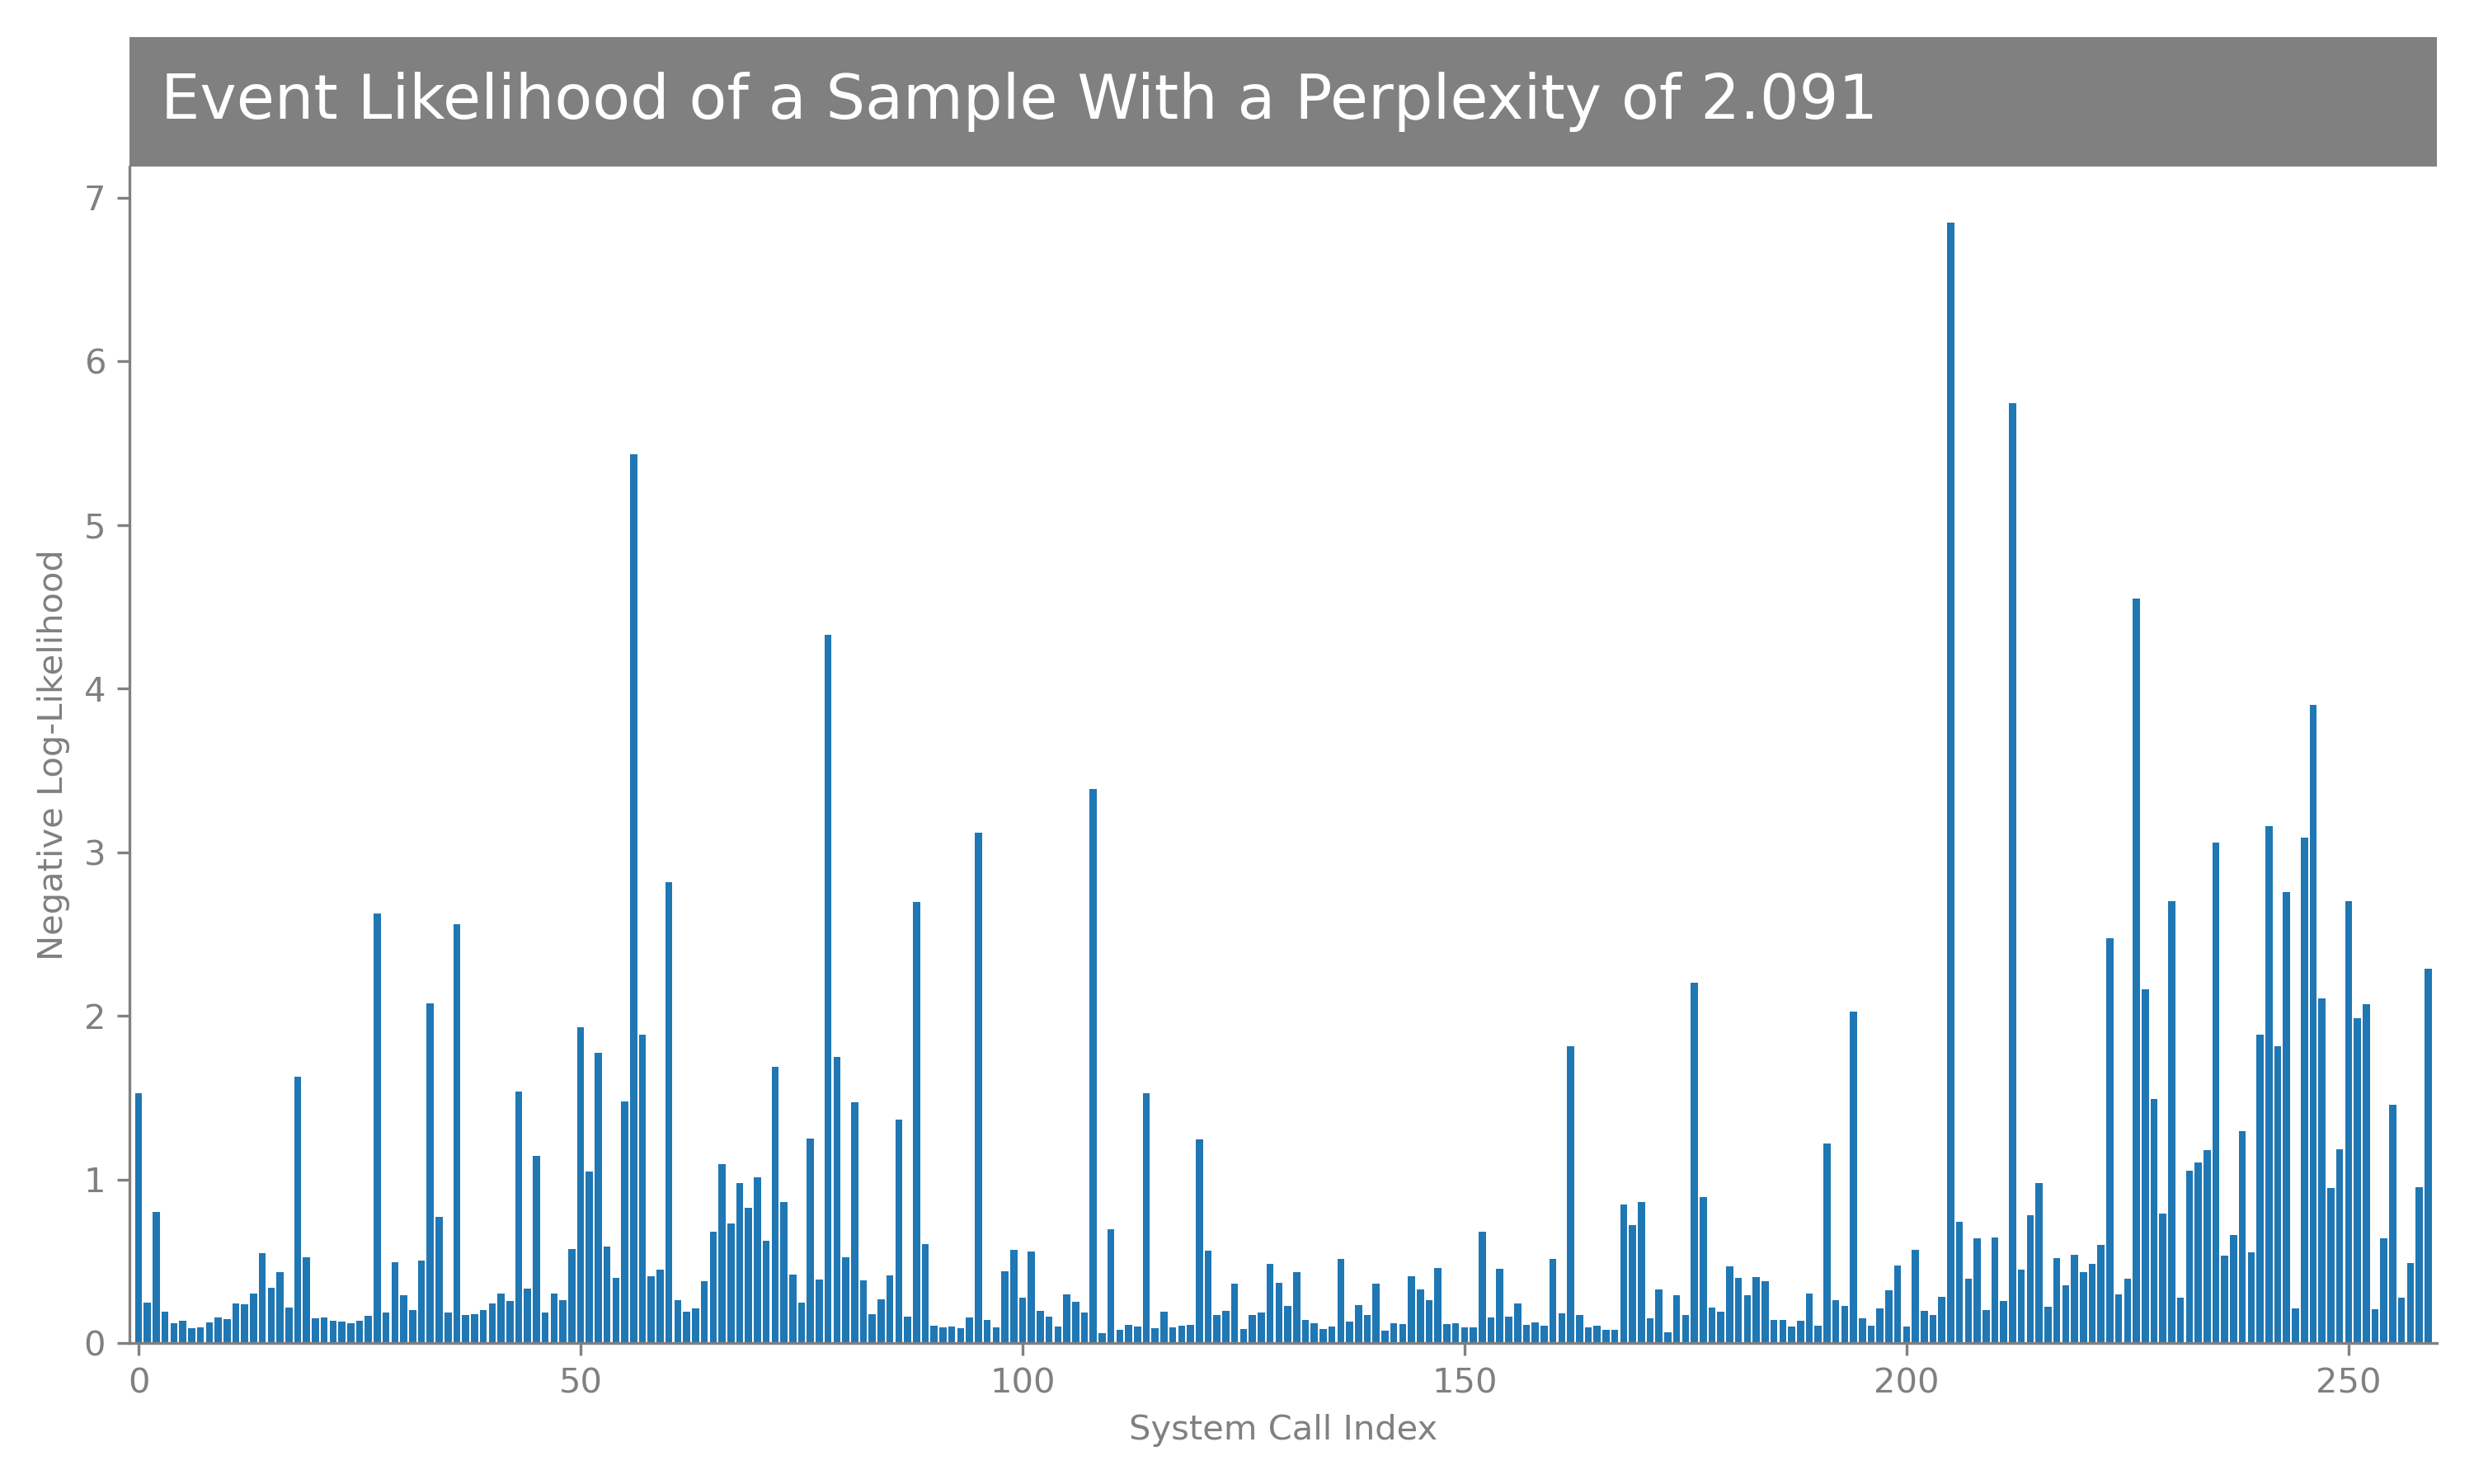 Event Likelihood of a Sample With a Perplexity of 2.091
7
6
5
4
3
2
1
0
Negative Log-Likelihood
0 50 100 150 200 250
System Call Index